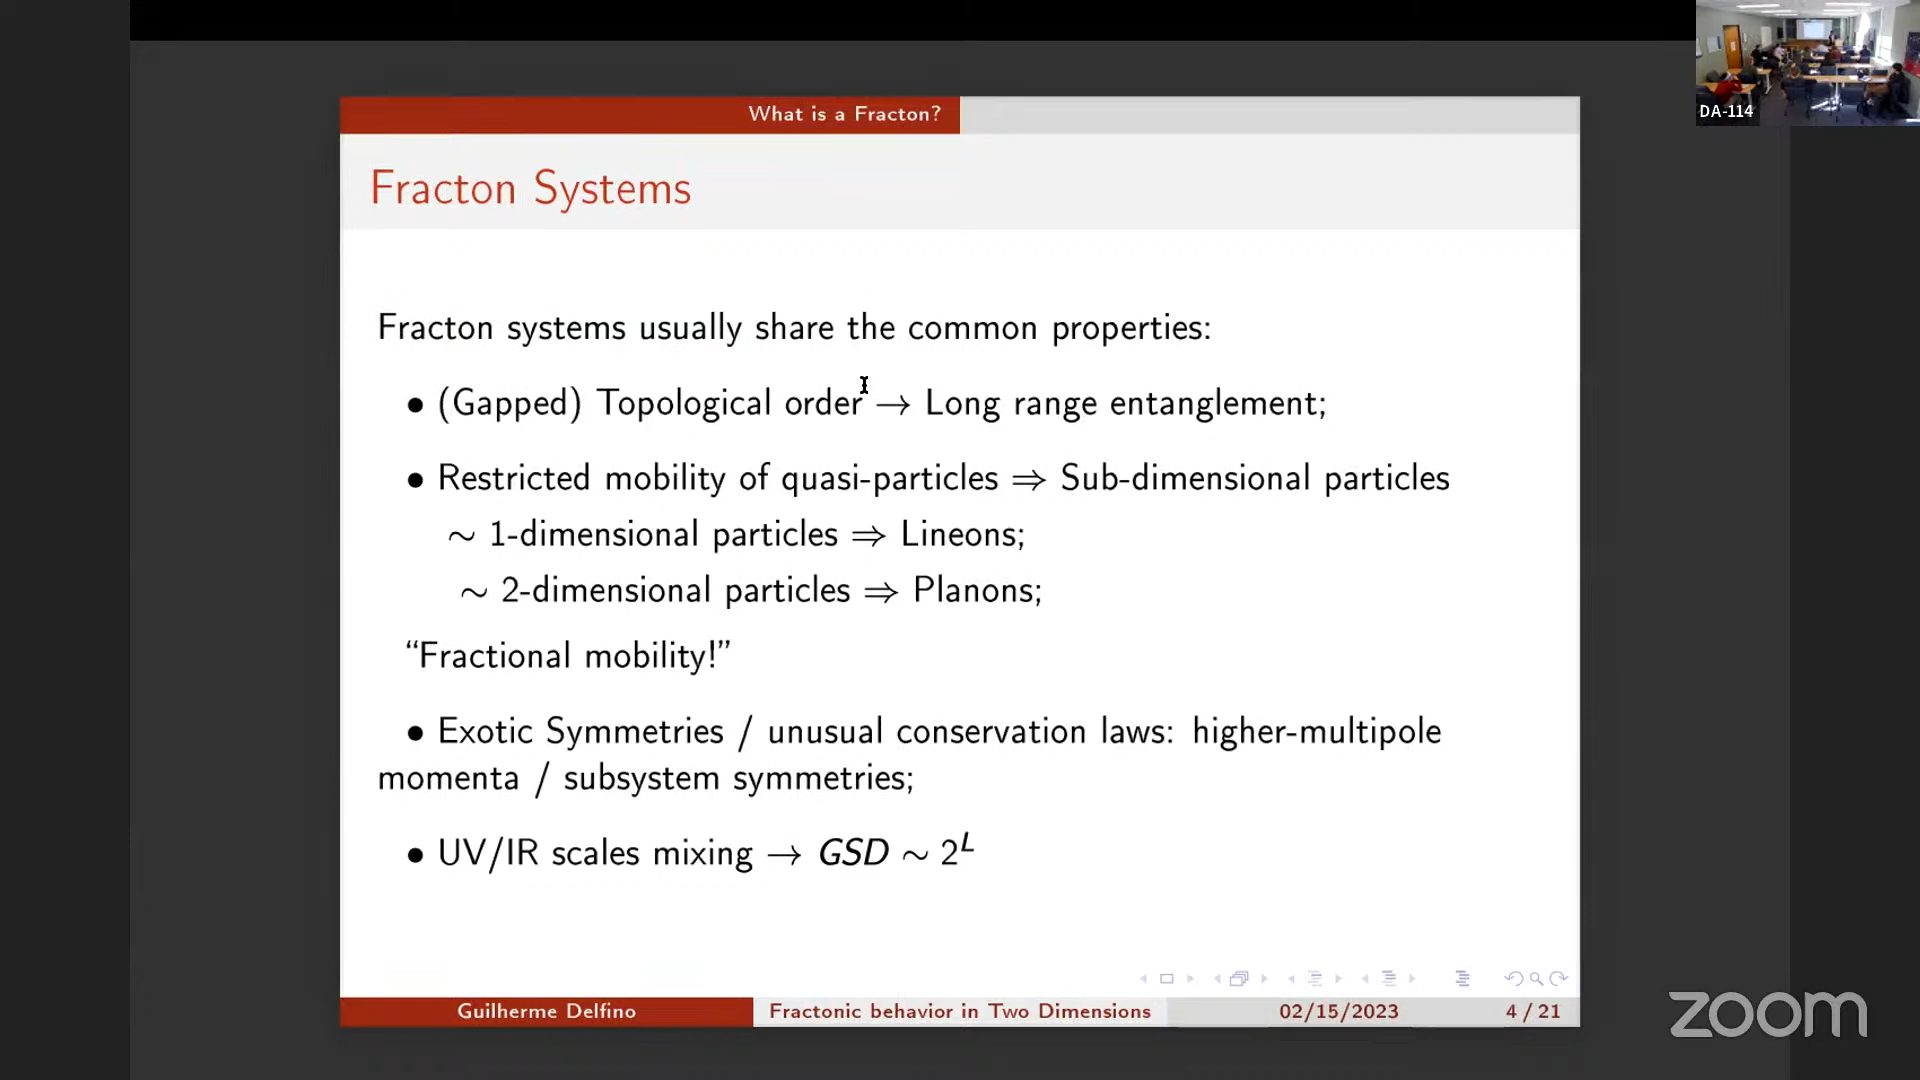 DA-114
What is a Fracton?
Fracton Systems
Fracton systems usually share the common properties:
• (Gapped) Topological order → Long range entanglement;
• Restricted mobility of quasi-particles ⇒ Sub-dimensional particles
∼ 1-dimensional particles ⇒ Lineons;
∼ 2-dimensional particles ⇒ Planons;
“Fractional mobility!”
• Exotic Symmetries / unusual conservation laws: higher-multipole
momenta / subsystem symmetries;
• UV/IR scales mixing → GSD ∼ 2^L
Guilherme Delfino
Fractonic behavior in Two Dimensions
02/15/2023
4 / 21
zoom